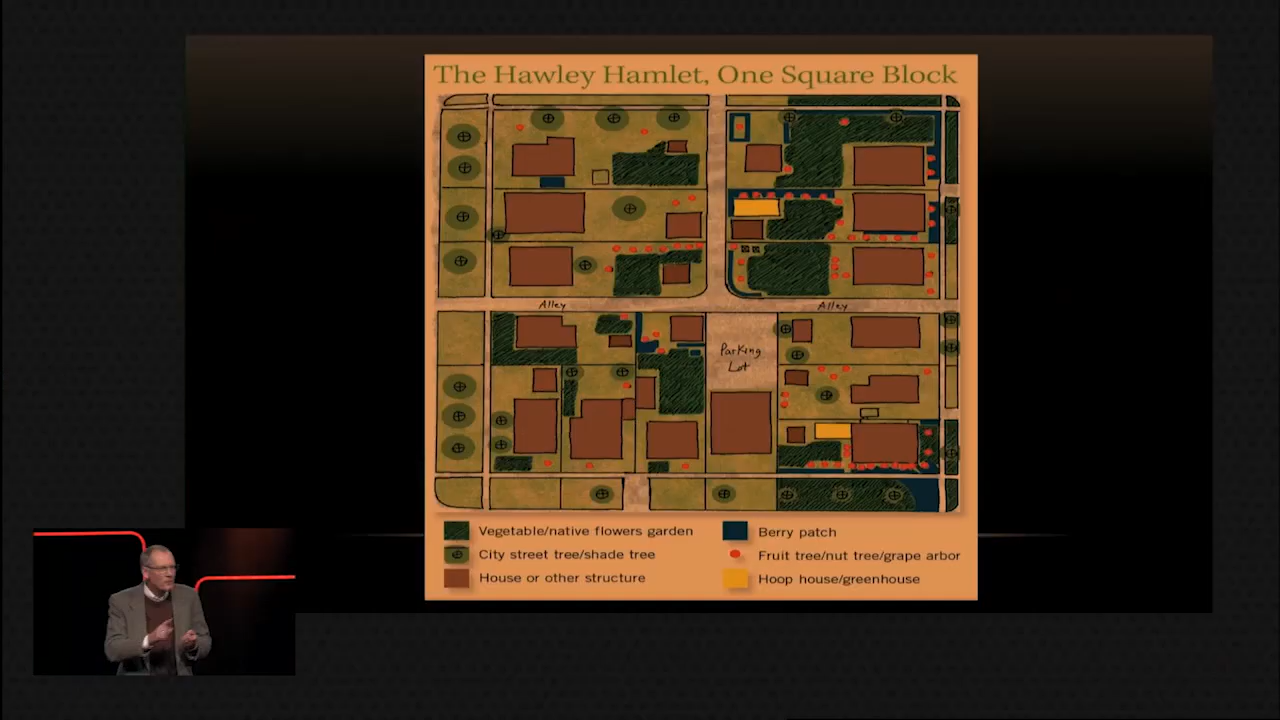 The Hawley Hamlet, One Square Block
Alley
Alley
Parking
Lot
Vegetable/native flowers garden
City street tree/shade tree
House or other structure
Berry patch
Fruit tree/nut tree/grape arbor
Hoop house/greenhouse